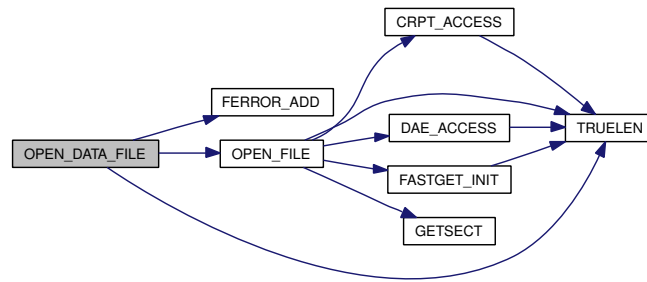 CRPT_ACCESS
FERROR_ADD
DAE_ACCESS
TRUELEN
OPEN_DATA_FILE
OPEN_FILE
FASTGET_INIT
GETSECT